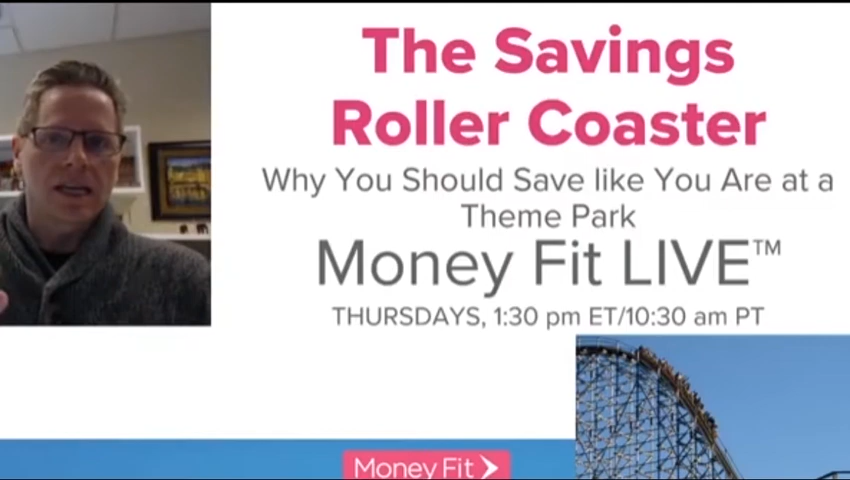 The Savings
Roller Coaster
Why You Should Save like You Are at a
Theme Park
Money Fit LIVE™
THURSDAYS, 1:30 pm ET/10:30 am PT
Money Fit